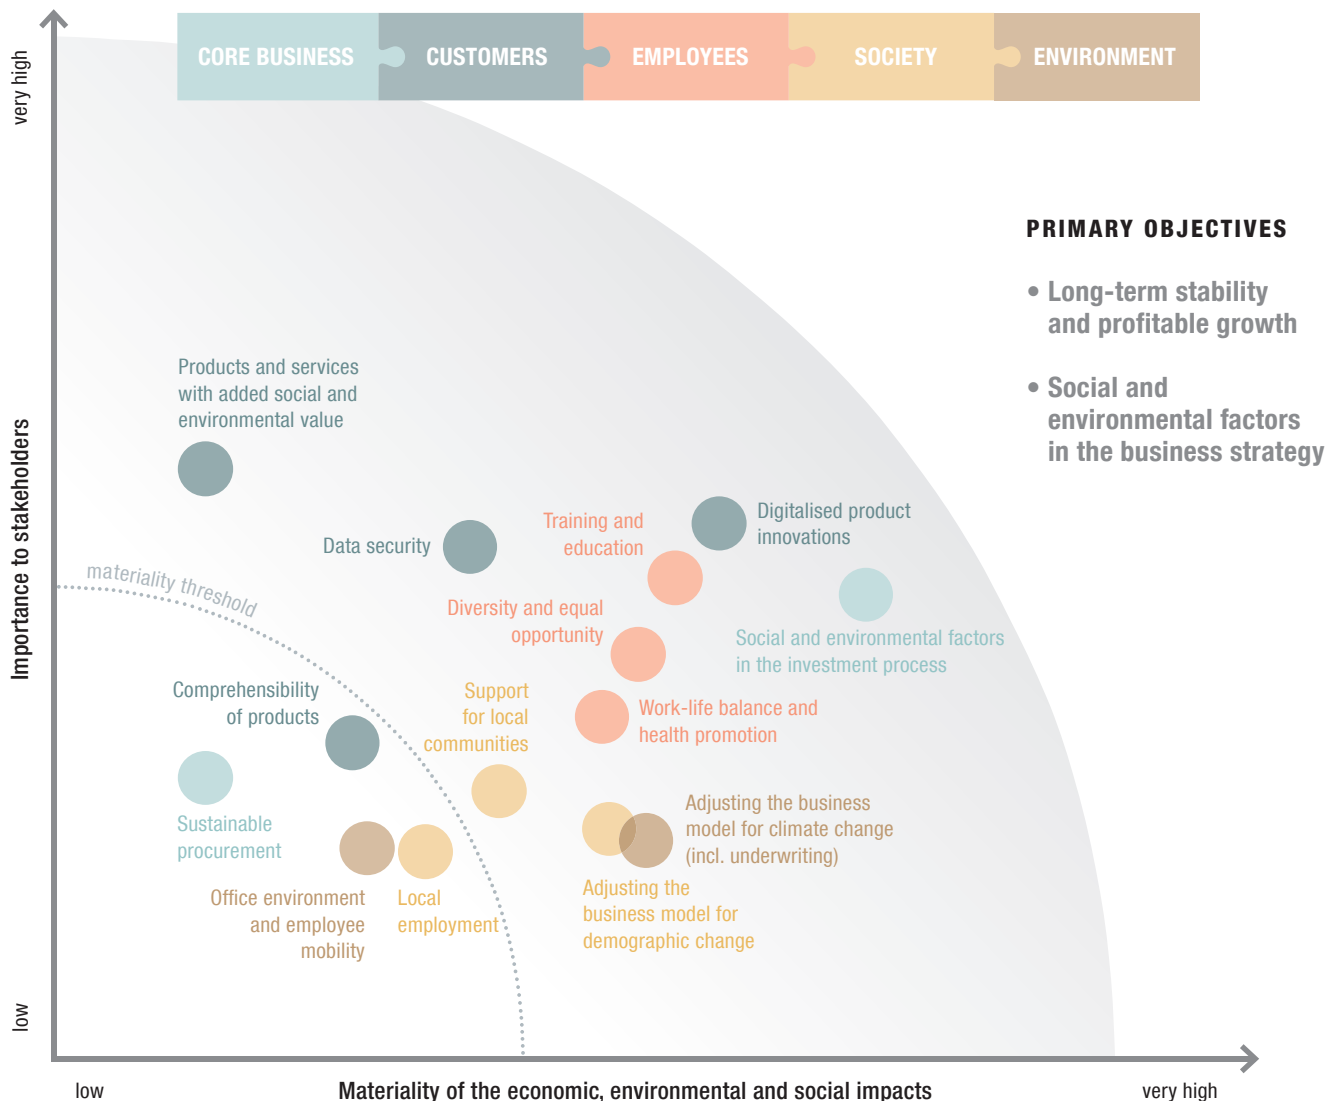 very high
CORE BUSINESS
CUSTOMERS
EMPLOYEES
SOCIETY
ENVIRONMENT
PRIMARY OBJECTIVES
• Long-term stability
and profitable growth
• Social and
environmental factors
in the business strategy
Products and services
with added social and
environmental value
Importance to stakeholders
Data security
Training and
education
Digitalised product
innovations
materiality threshold
Diversity and equal
opportunity
Social and environmental factors
in the investment process
Comprehensibility
of products
Support
for local
communities
Work-life balance and
health promotion
Sustainable
procurement
Adjusting the business
model for climate change
(incl. underwriting)
Office environment
and employee
mobility
Local
employment
Adjusting the
business model for
demographic change
low
low
Materiality of the economic, environmental and social impacts
very high